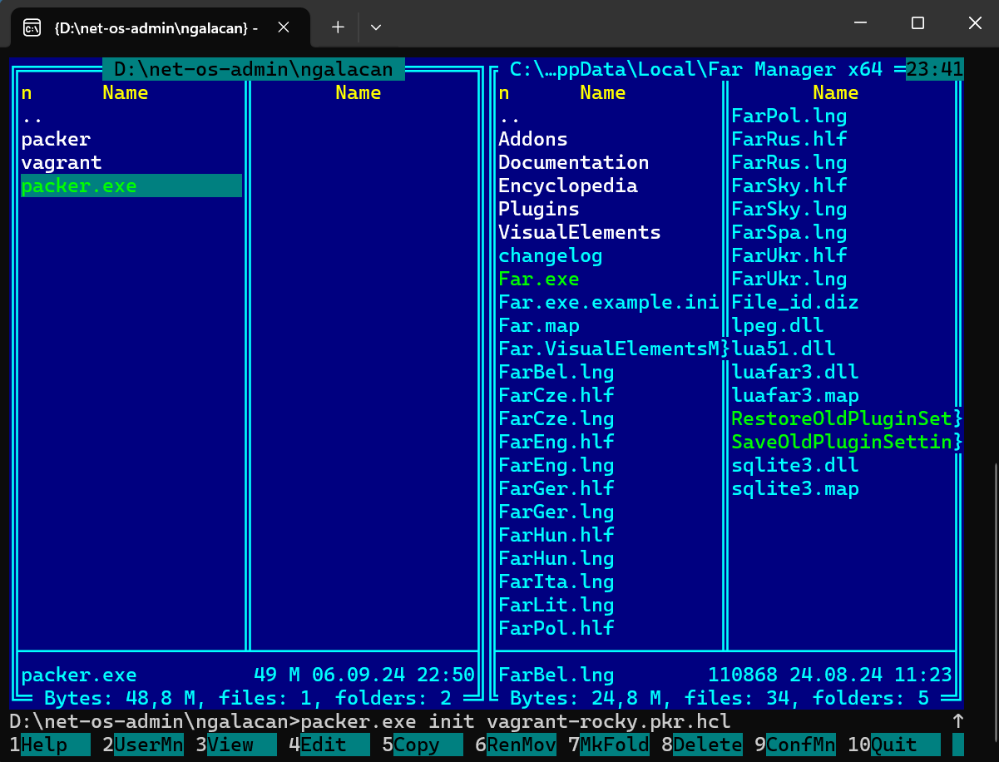 {D:\net-os-admin\ngalacan} -
D:\net-os-admin\ngalacan
n Name Name
..
packer
vagrant
packer.exe
packer.exe 49 M 06.09.24 22:50
Bytes: 48,8 M, files: 1, folders: 2
C:\…ppData\Local\Far Manager x64 23:41
n Name Name
..
Addons
Documentation
Encyclopedia
Plugins
VisualElements
changelog
Far.exe
Far.exe.example.ini
Far.map
Far.VisualElementsM}
FarBel.lng
FarCze.hlf
FarCze.lng
FarEng.hlf
FarEng.lng
FarGer.hlf
FarGer.lng
FarHun.hlf
FarHun.lng
FarIta.lng
FarLit.lng
FarPol.hlf
FarPol.lng
FarRus.hlf
FarRus.lng
FarSky.hlf
FarSky.lng
FarSpa.lng
FarUkr.hlf
FarUkr.lng
File_id.diz
lpeg.dll
lua51.dll
luafar3.dll
luafar3.map
RestoreOldPluginSet}
SaveOldPluginSettin}
sqlite3.dll
sqlite3.map
FarBel.lng 110868 24.08.24 11:23
Bytes: 24,8 M, files: 34, folders: 5
D:\net-os-admin\ngalacan>packer.exe init vagrant-rocky.pkr.hcl ↑
1Help 2UserMn 3View 4Edit 5Copy 6RenMov 7MkFold 8Delete 9ConfMn 10Quit